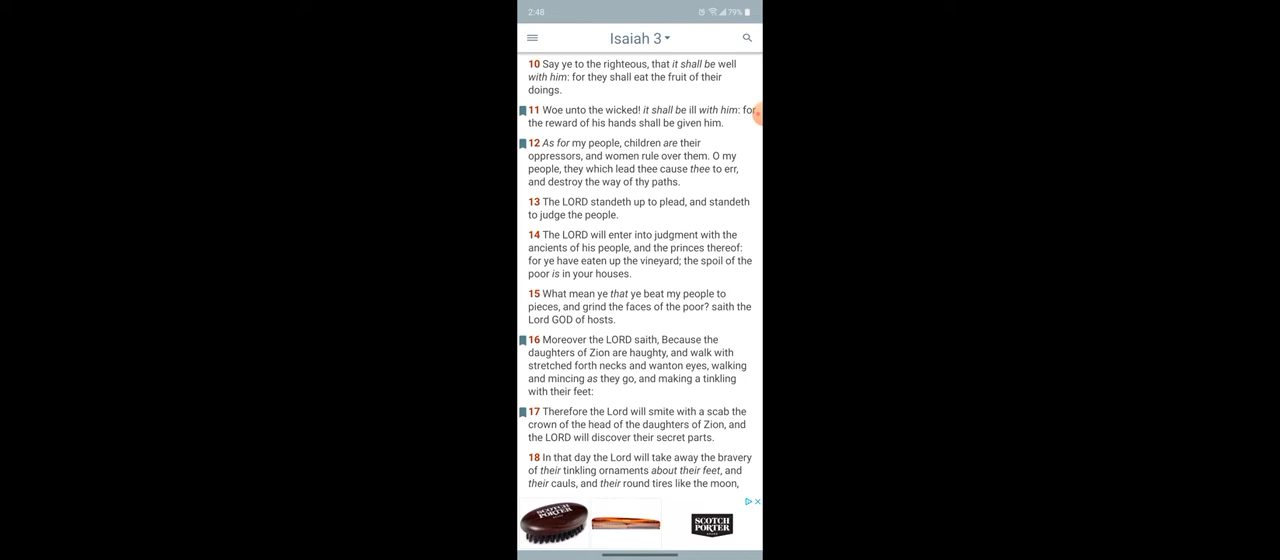 2:48
79%
Isaiah 3
10 Say ye to the righteous, that it shall be well
with him: for they shall eat the fruit of their
doings.
11 Woe unto the wicked! it shall be ill with him: for
the reward of his hands shall be given him.
12 As for my people, children are their
oppressors, and women rule over them. O my
people, they which lead thee cause thee to err,
and destroy the way of thy paths.
13 The LORD standeth up to plead, and standeth
to judge the people.
14 The LORD will enter into judgment with the
ancients of his people, and the princes thereof:
for ye have eaten up the vineyard; the spoil of the
poor is in your houses.
15 What mean ye that ye beat my people to
pieces, and grind the faces of the poor? saith the
Lord GOD of hosts.
16 Moreover the LORD saith, Because the
daughters of Zion are haughty, and walk with
stretched forth necks and wanton eyes, walking
and mincing as they go, and making a tinkling
with their feet:
17 Therefore the Lord will smite with a scab the
crown of the head of the daughters of Zion, and
the LORD will discover their secret parts.
18 In that day the Lord will take away the bravery
of their tinkling ornaments about their feet, and
their cauls, and their round tires like the moon,
SCOTCH
PORTER
SCOTCH
PORTER